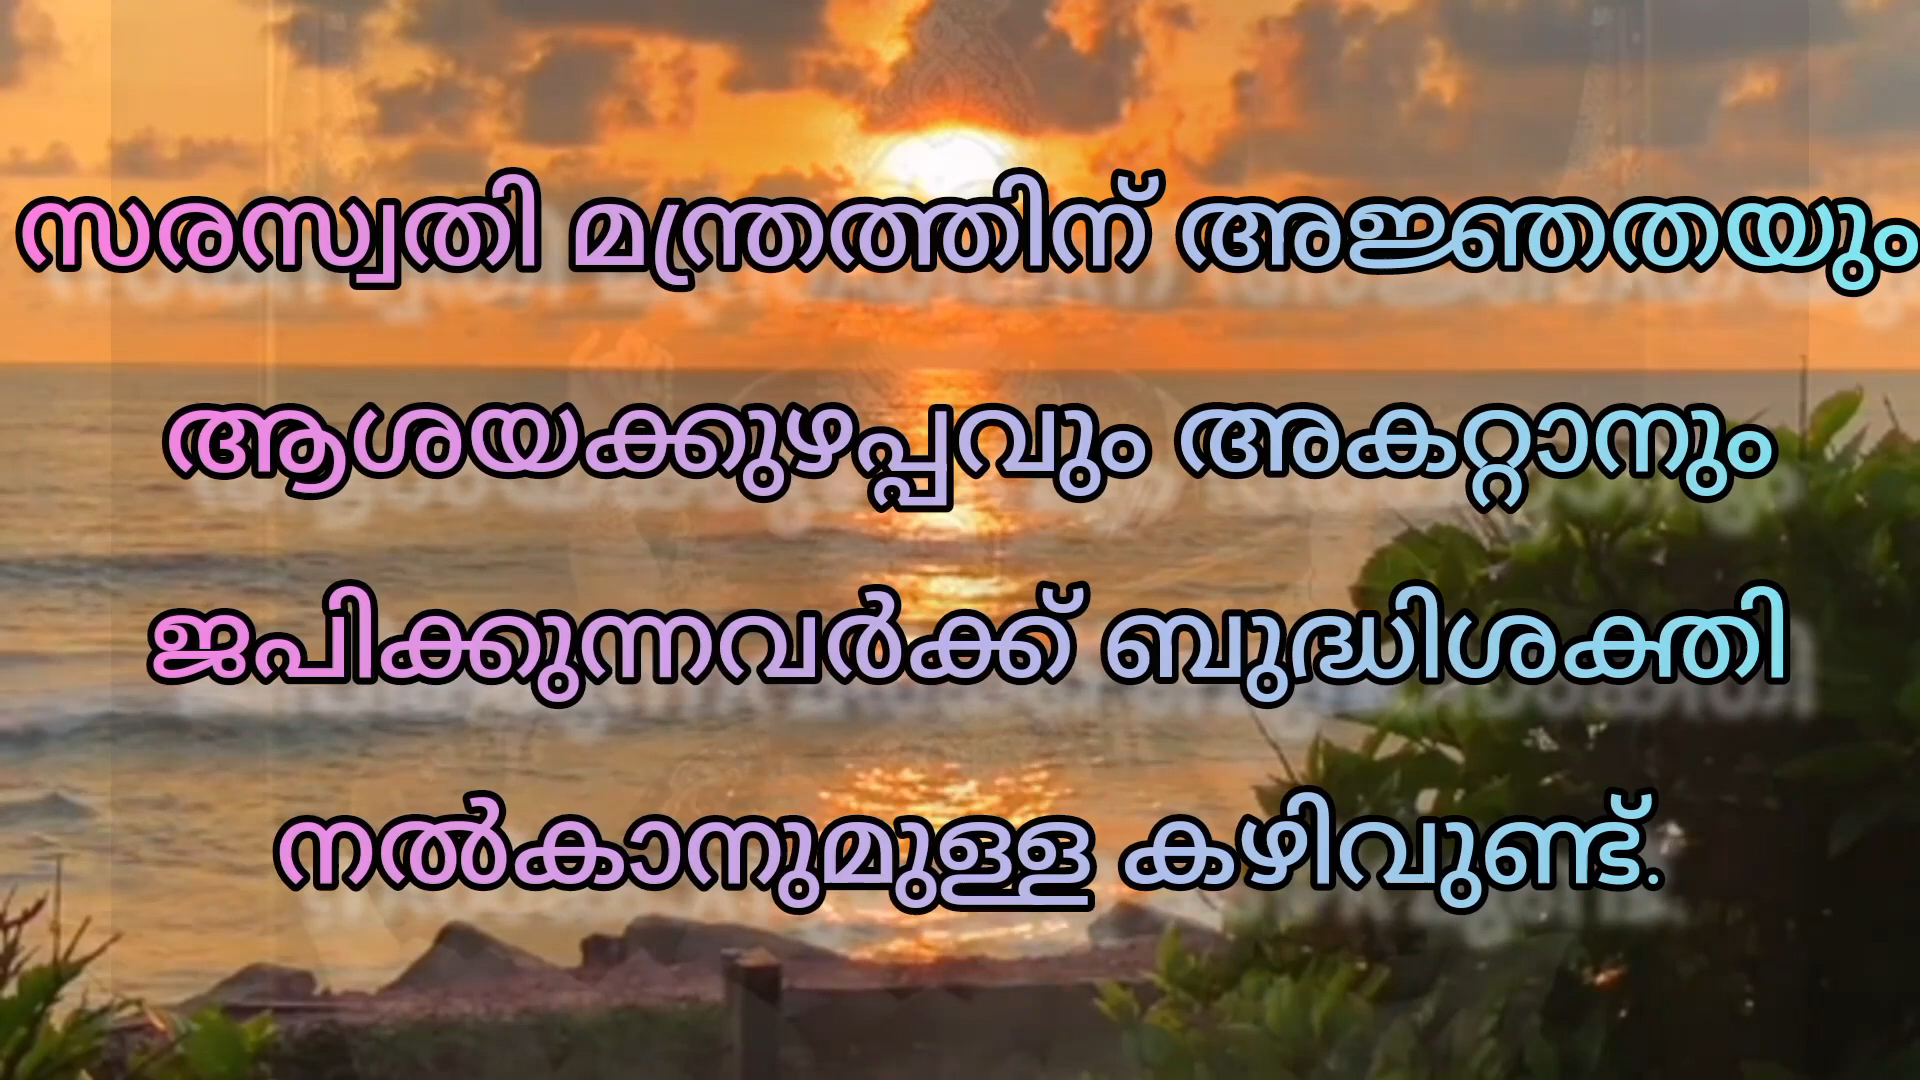 സരസ്വതി മന്ത്രത്തിന് അജ്ഞതയും
ആശയക്കുഴപ്പവും അകറ്റാനും
ജപിക്കുന്നവർക്ക് ബുദ്ധിശക്തി
നൽകാനുമുള്ള കഴിവുണ്ട്.